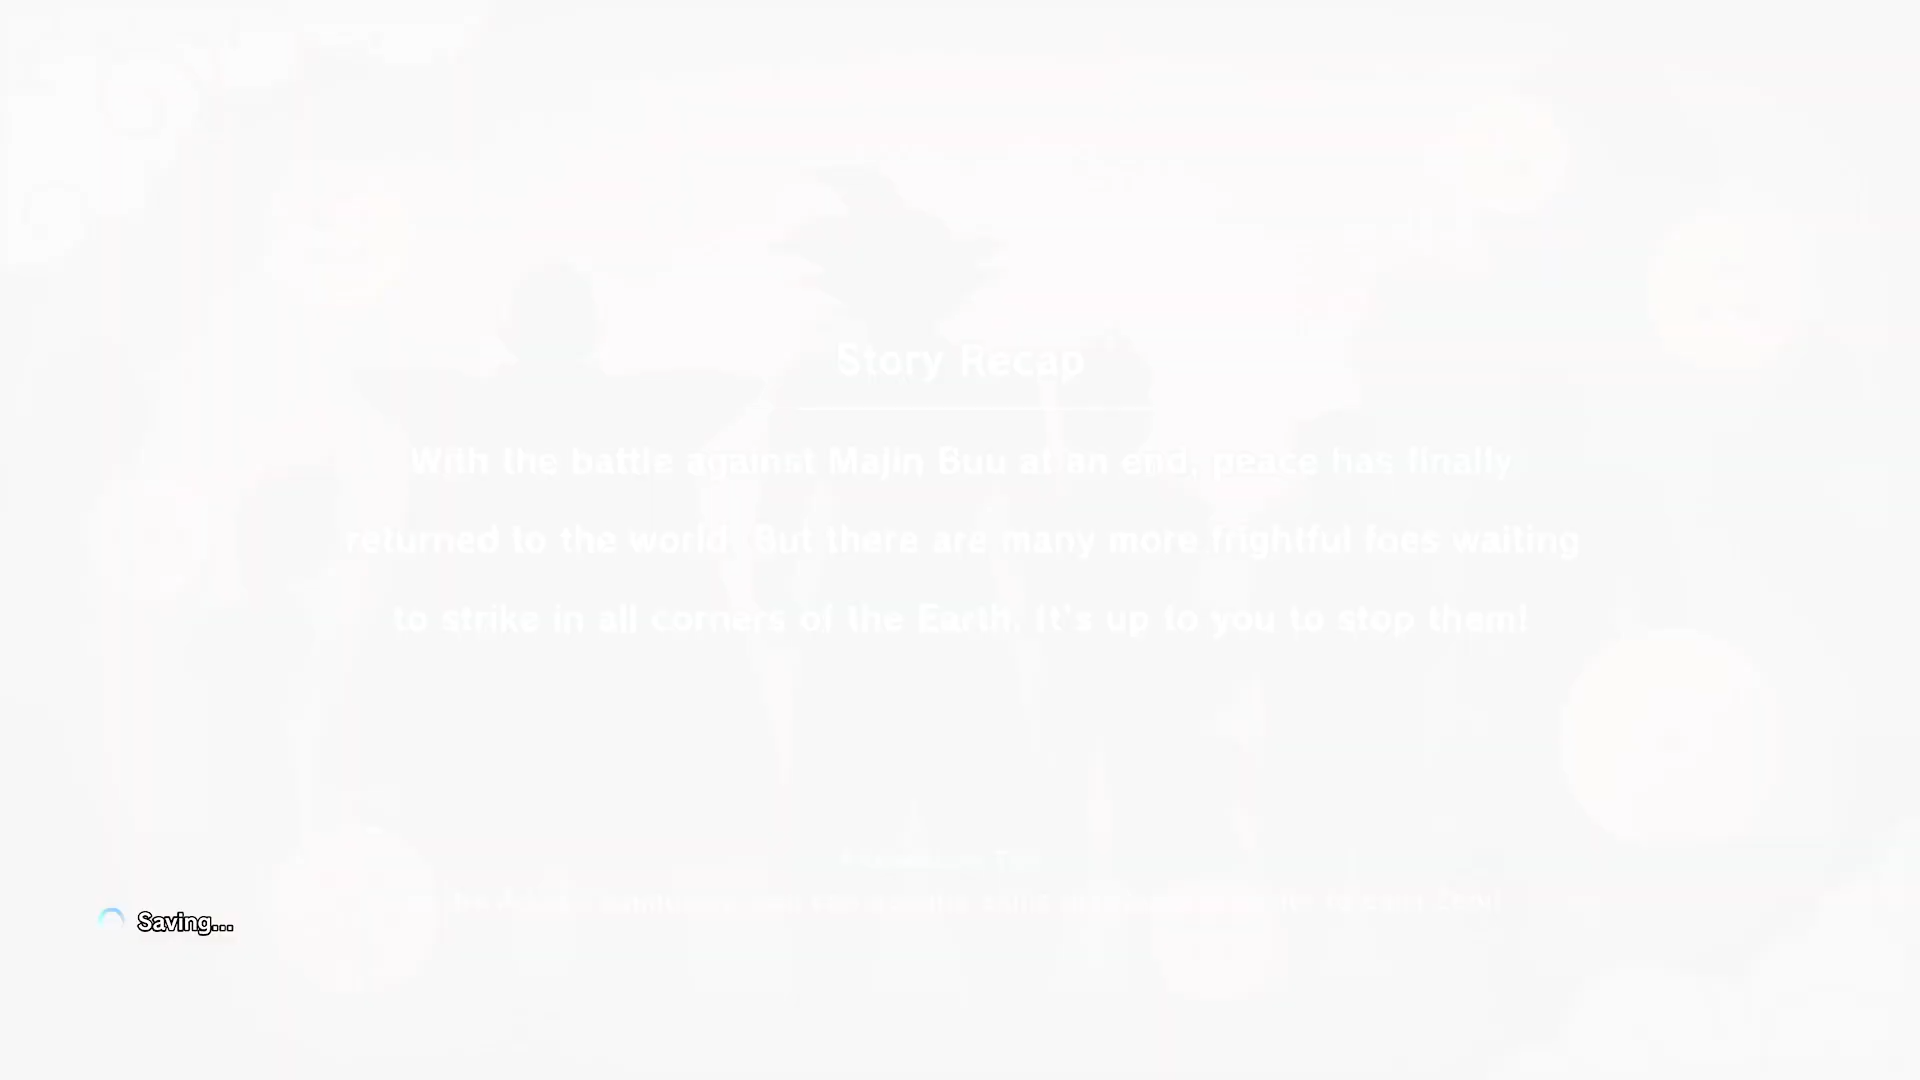 Story Recap
With the battle against Majin Buu at an end, peace has finally
returned to the world. But there are many more frightful foes waiting
to strike in all corners of the Earth. It's up to you to stop them!
Saving...